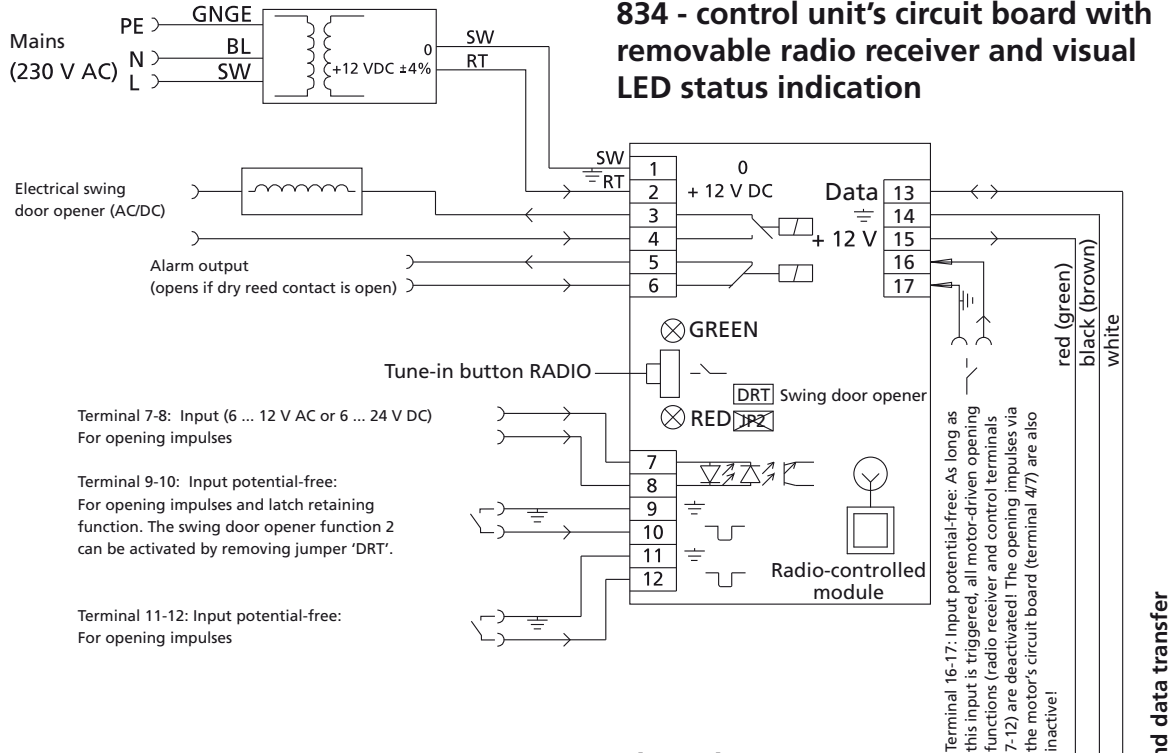 834 - control unit's circuit board with
removable radio receiver and visual
LED status indication
Mains
(230 V AC)
PE
N
L
GNGE
BL
SW
0
+12 VDC ±4%
SW
RT
Electrical swing
door opener (AC/DC)
Alarm output
(opens if dry reed contact is open)
SW
RT
1
2
3
4
5
6
0
+ 12 V DC
Data
+ 12 V
13
14
15
16
17
GREEN
Tune-in button RADIO
DRT Swing door opener
RED JP2
Terminal 7-8: Input (6 ... 12 V AC or 6 ... 24 V DC)
For opening impulses
Terminal 9-10: Input potential-free:
For opening impulses and latch retaining
function. The swing door opener function 2
can be activated by removing jumper 'DRT'.
Terminal 11-12: Input potential-free:
For opening impulses
7
8
9
10
11
12
Radio-controlled
module
Terminal 16-17: Input potential-free: As long as
this input is triggered, all motor-driven opening
functions (radio receiver and control terminals
7-12) are deactivated! The opening impulses via
the motor's circuit board (terminal 4/7) are also
inactive!
red (green)
black (brown)
white
nd data transfer